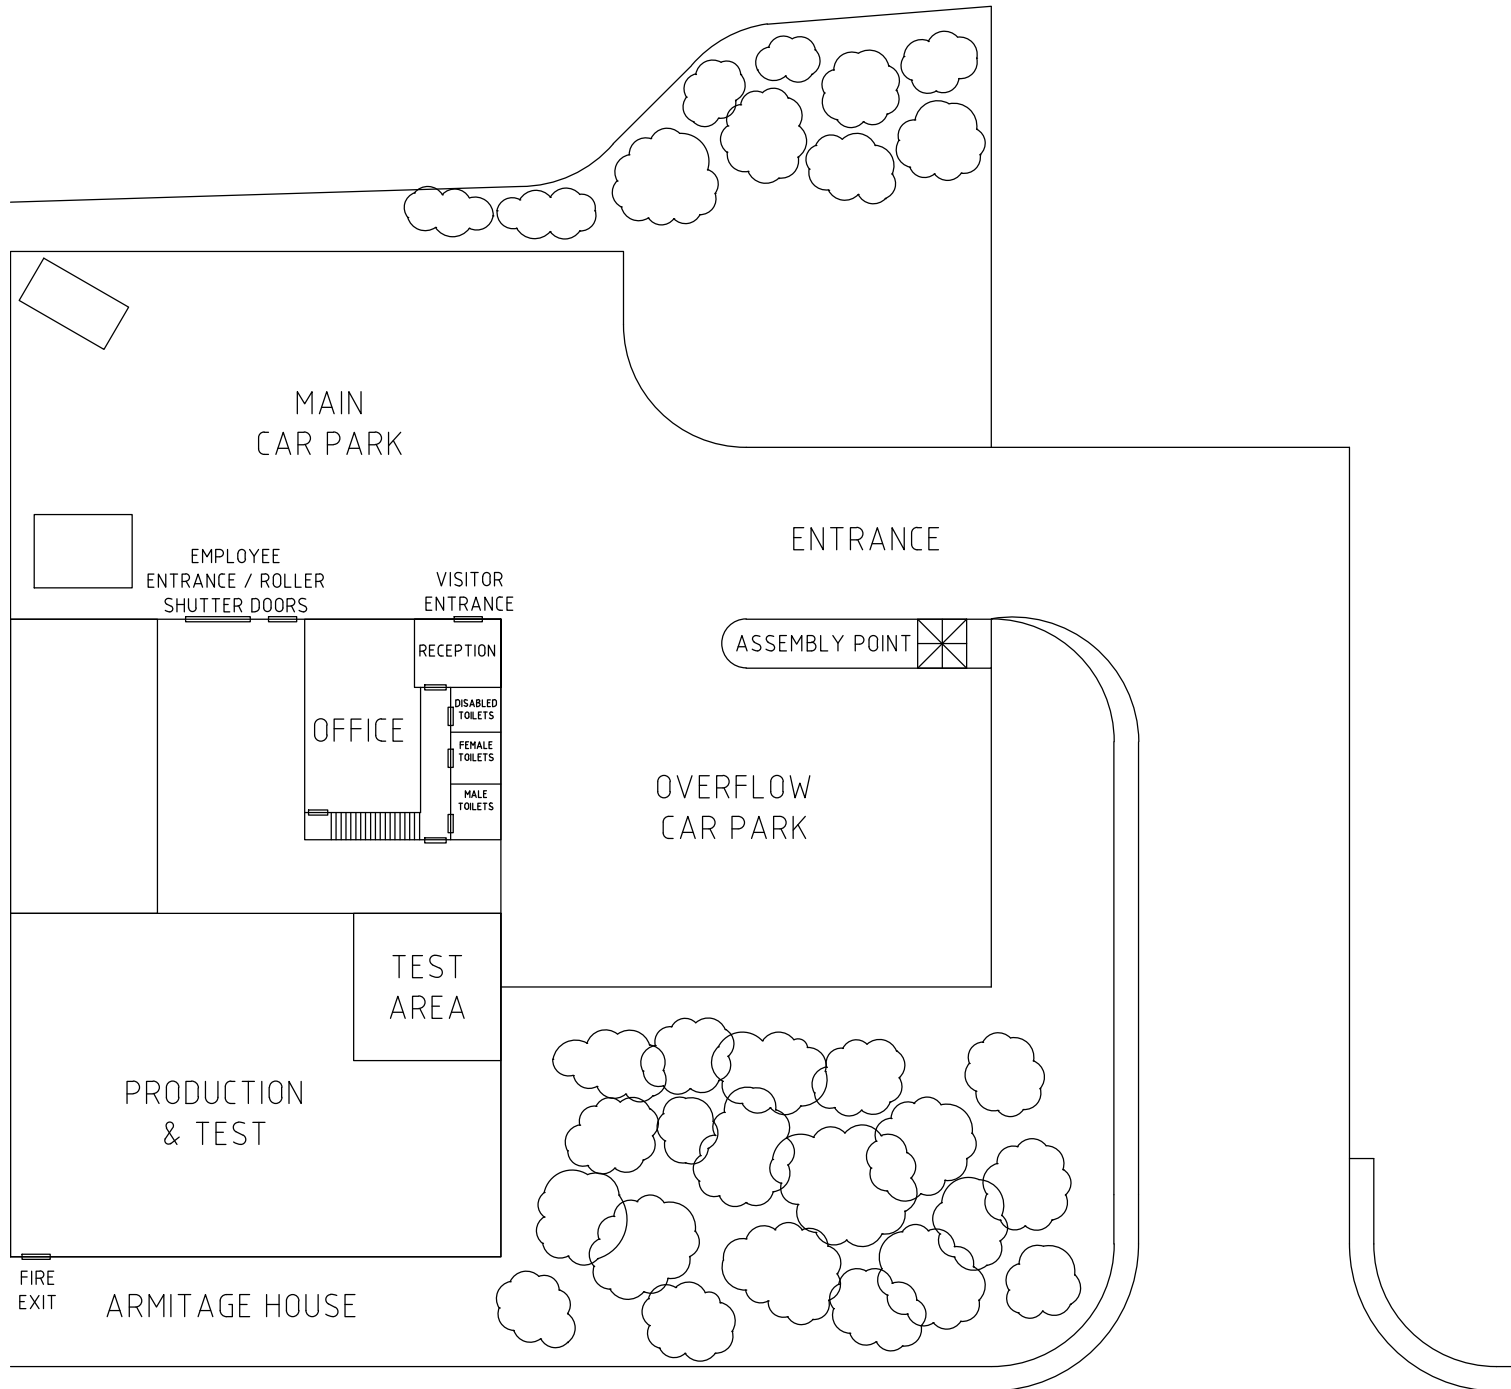 MAIN
CAR PARK
ENTRANCE
EMPLOYEE
ENTRANCE / ROLLER
SHUTTER DOORS
VISITOR
ENTRANCE
RECEPTION
ASSEMBLY POINT
DISABLED
TOILETS
OFFICE
FEMALE
TOILETS
MALE
TOILETS
OVERFLOW
CAR PARK
TEST
AREA
PRODUCTION
& TEST
FIRE
EXIT
ARMITAGE HOUSE